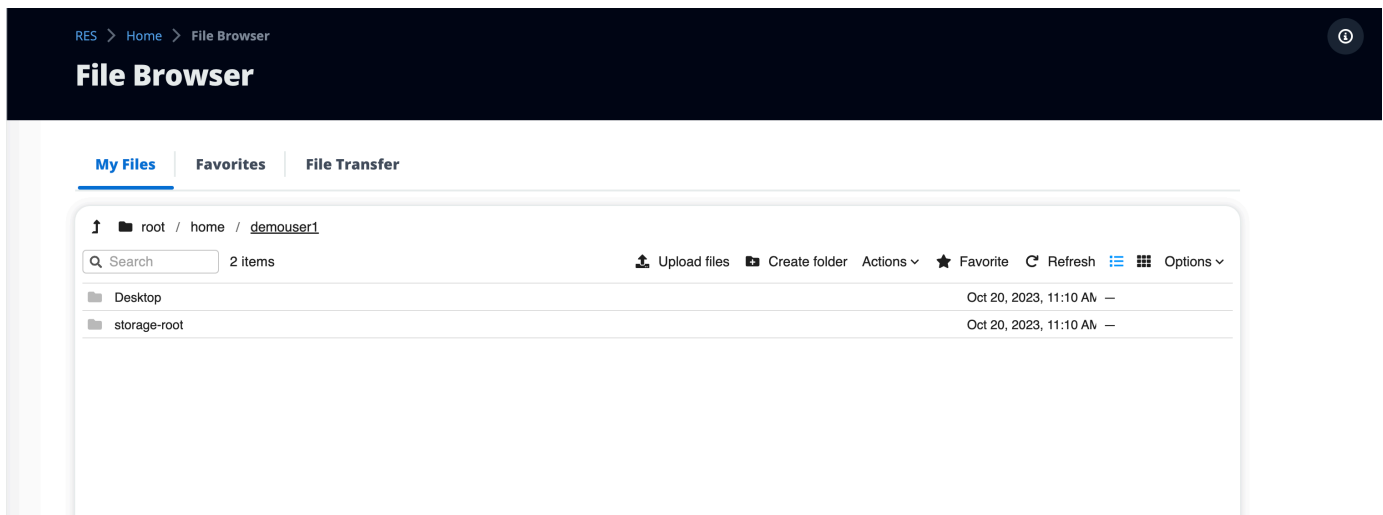 RES > Home > File Browser
File Browser
My Files Favorites File Transfer
root / home / demouser1
Search 2 items Upload files Create folder Actions Favorite Refresh Options
Desktop Oct 20, 2023, 11:10 AM —
storage-root Oct 20, 2023, 11:10 AM —